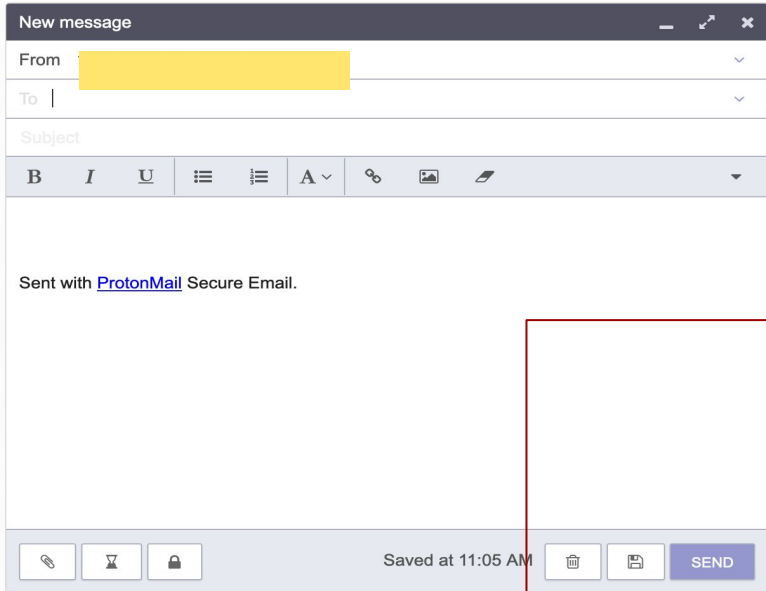 New message
From
To
Subject
B I U A
Sent with ProtonMail Secure Email.
Saved at 11:05 AM SEND